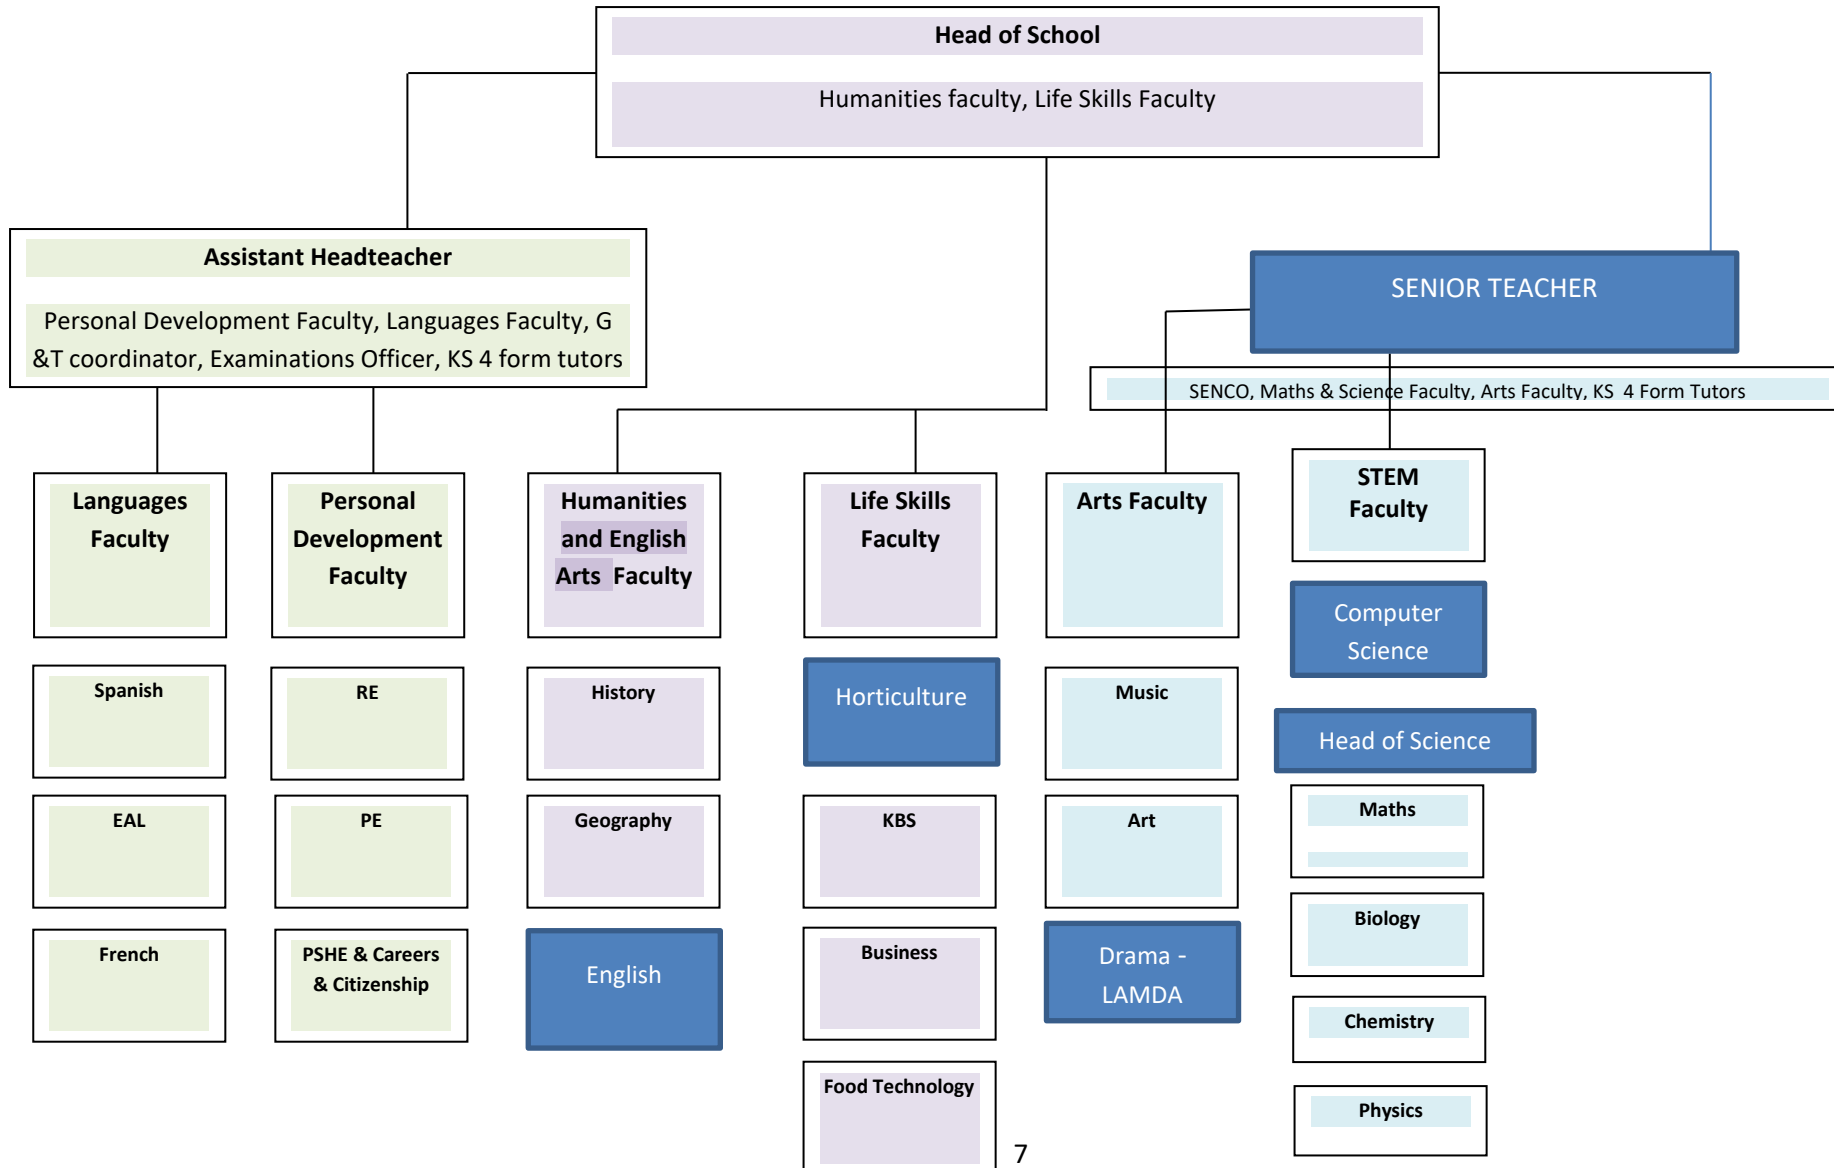 Head of School
Humanities faculty, Life Skills Faculty
Assistant Headteacher
Personal Development Faculty, Languages Faculty, G
&T coordinator, Examinations Officer, KS 4 form tutors
SENIOR TEACHER
SENCO, Maths & Science Faculty, Arts Faculty, KS 4 Form Tutors
Languages
Faculty
Spanish
EAL
French
Personal
Development
Faculty
RE
PE
PSHE & Careers
& Citizenship
Humanities
and English
Arts Faculty
History
Geography
English
Life Skills
Faculty
Horticulture
KBS
Business
Food Technology
Arts Faculty
Music
Art
Drama -
LAMDA
STEM
Faculty
Computer
Science
Head of Science
Maths
Biology
Chemistry
Physics
7